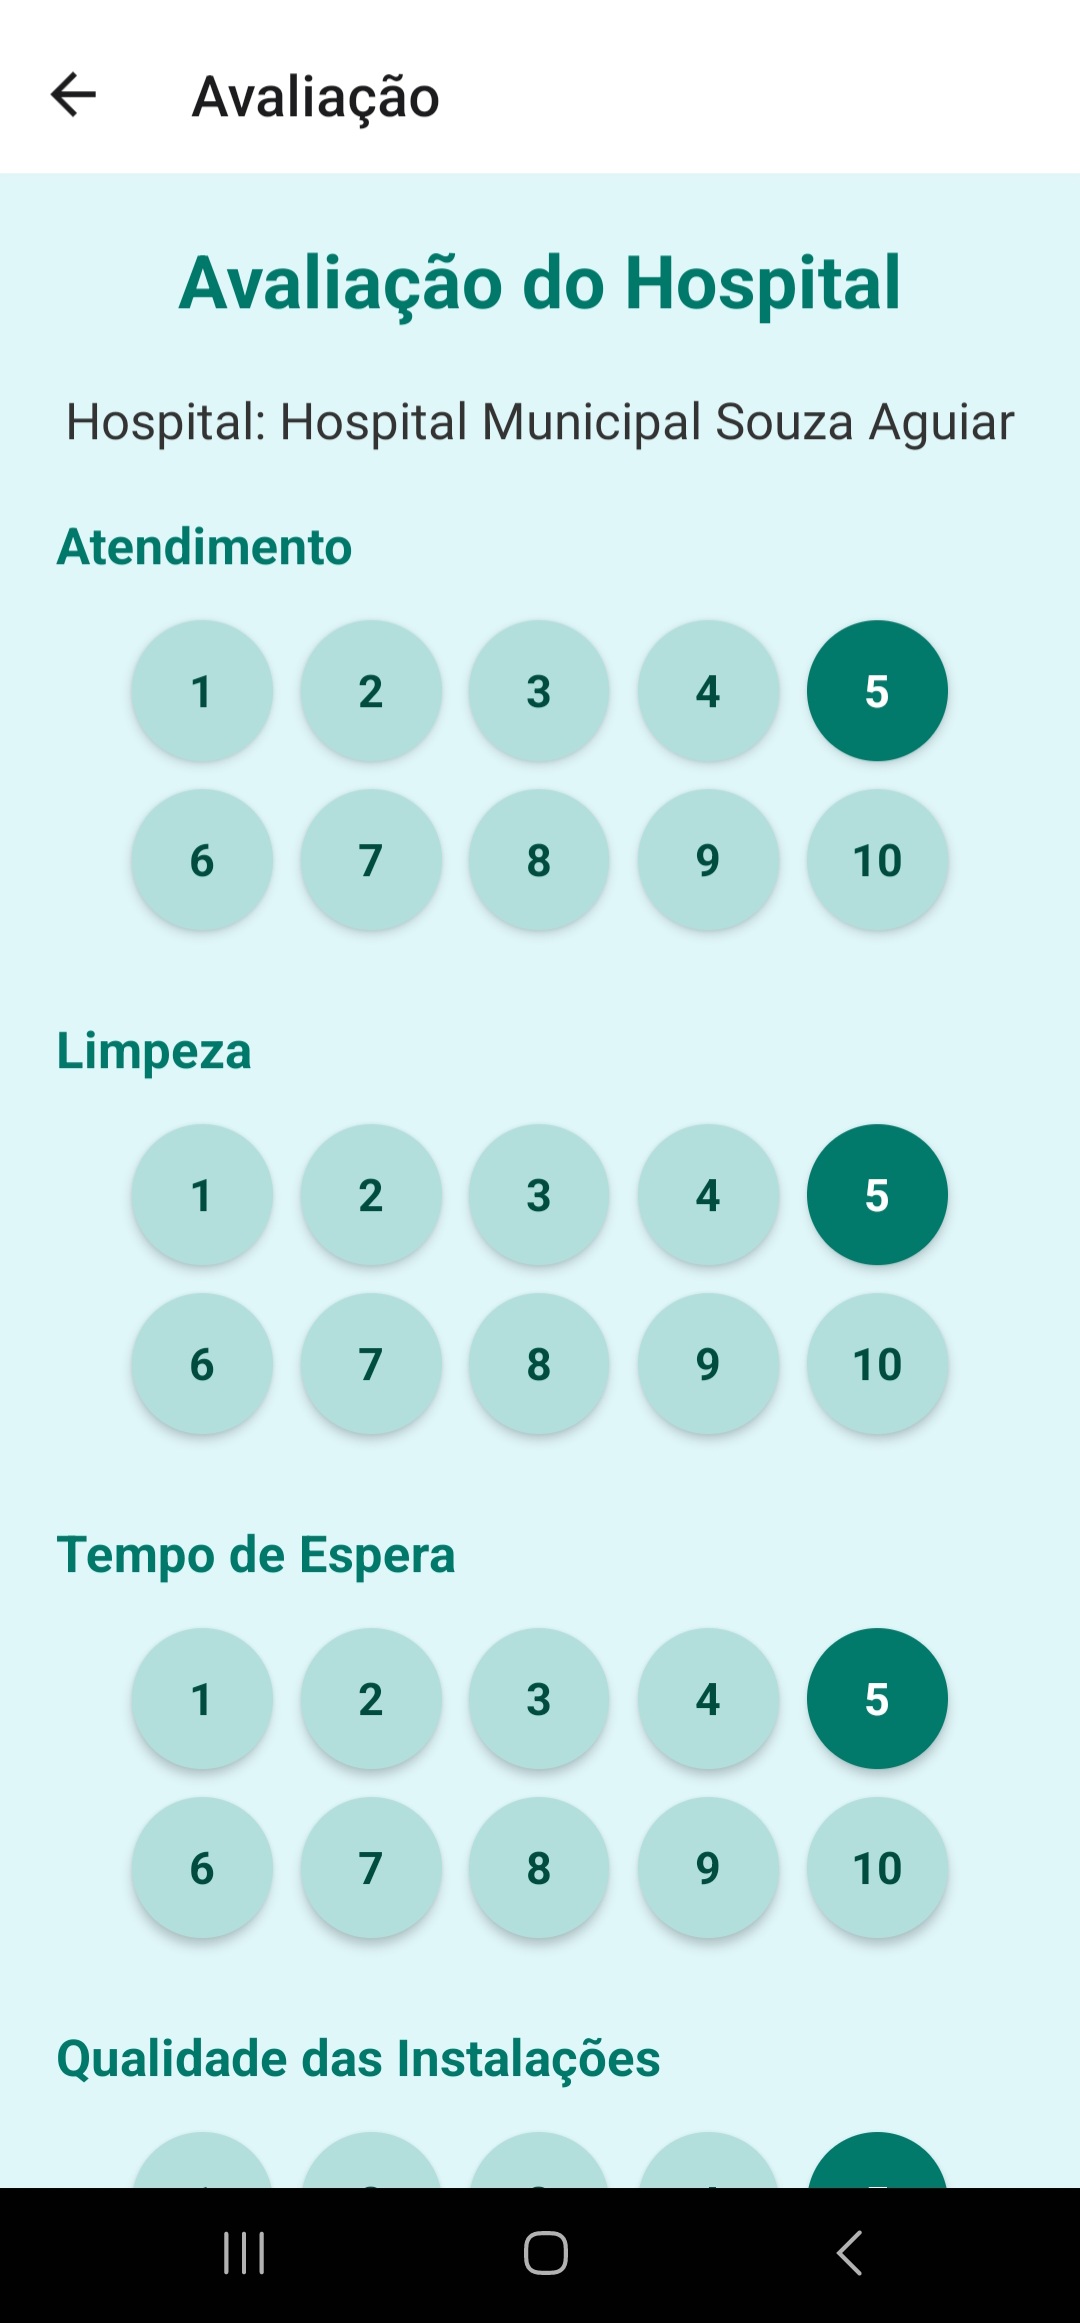 Avaliação
Avaliação do Hospital
Hospital: Hospital Municipal Souza Aguiar
Atendimento
1 2 3 4 5
6 7 8 9 10
Limpeza
1 2 3 4 5
6 7 8 9 10
Tempo de Espera
1 2 3 4 5
6 7 8 9 10
Qualidade das Instalações